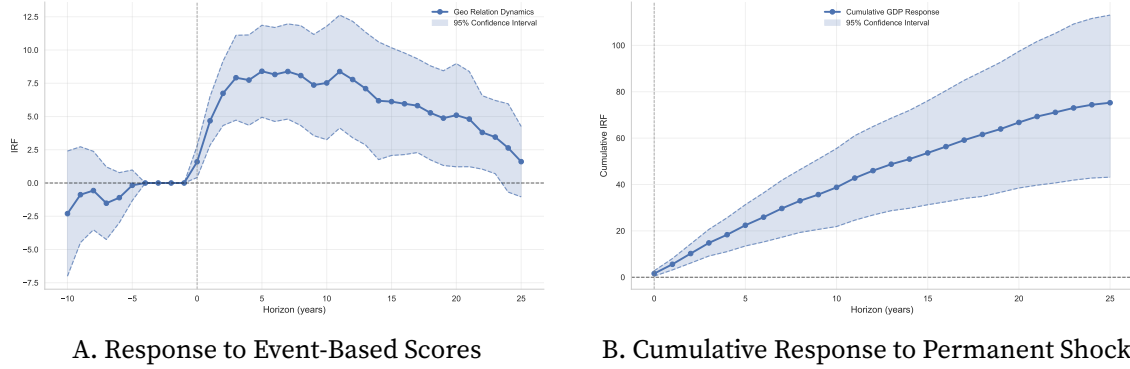 Geo Relation Dynamics
95% Confidence Interval
12.5
10.0
7.5
5.0
2.5
0.0
−2.5
−5.0
−7.5
IRF
−10
−5
0
5
10
15
20
25
Horizon (years)
A. Response to Event-Based Scores
Cumulative GDP Response
95% Confidence Interval
100
80
60
40
20
0
Cumulative IRF
0
5
10
15
20
25
Horizon (years)
B. Cumulative Response to Permanent Shock